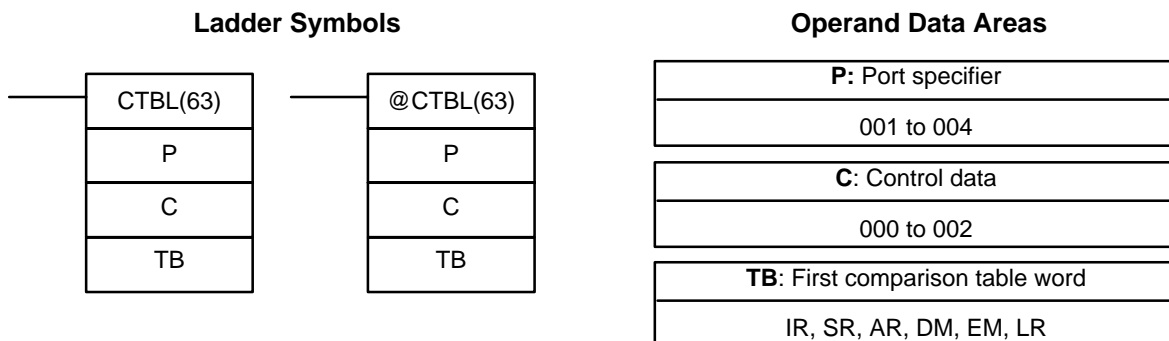 Ladder Symbols
CTBL(63)
P
C
TB
@CTBL(63)
P
C
TB
Operand Data Areas
P: Port specifier
001 to 004
C: Control data
000 to 002
TB: First comparison table word
IR, SR, AR, DM, EM, LR